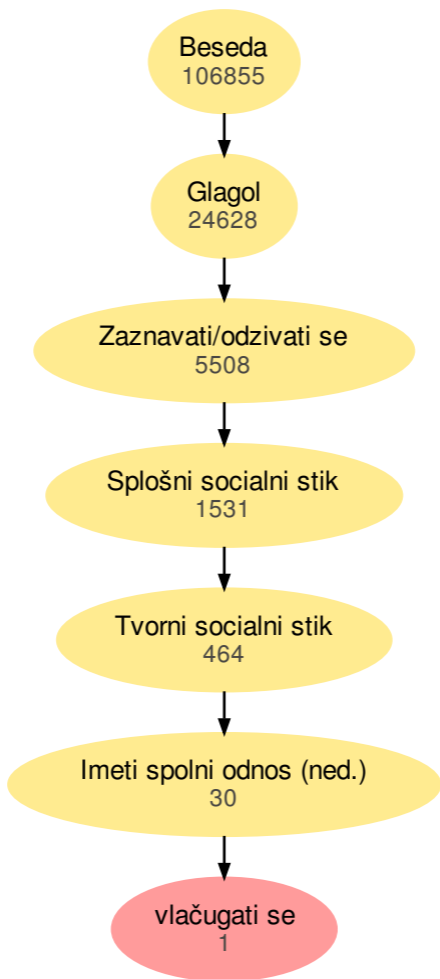 Beseda
106855
Glagol
24628
Zaznavati/odzivati se
5508
Splošni socialni stik
1531
Tvorni socialni stik
464
Imeti spolni odnos (ned.)
30
vlačugati se
1